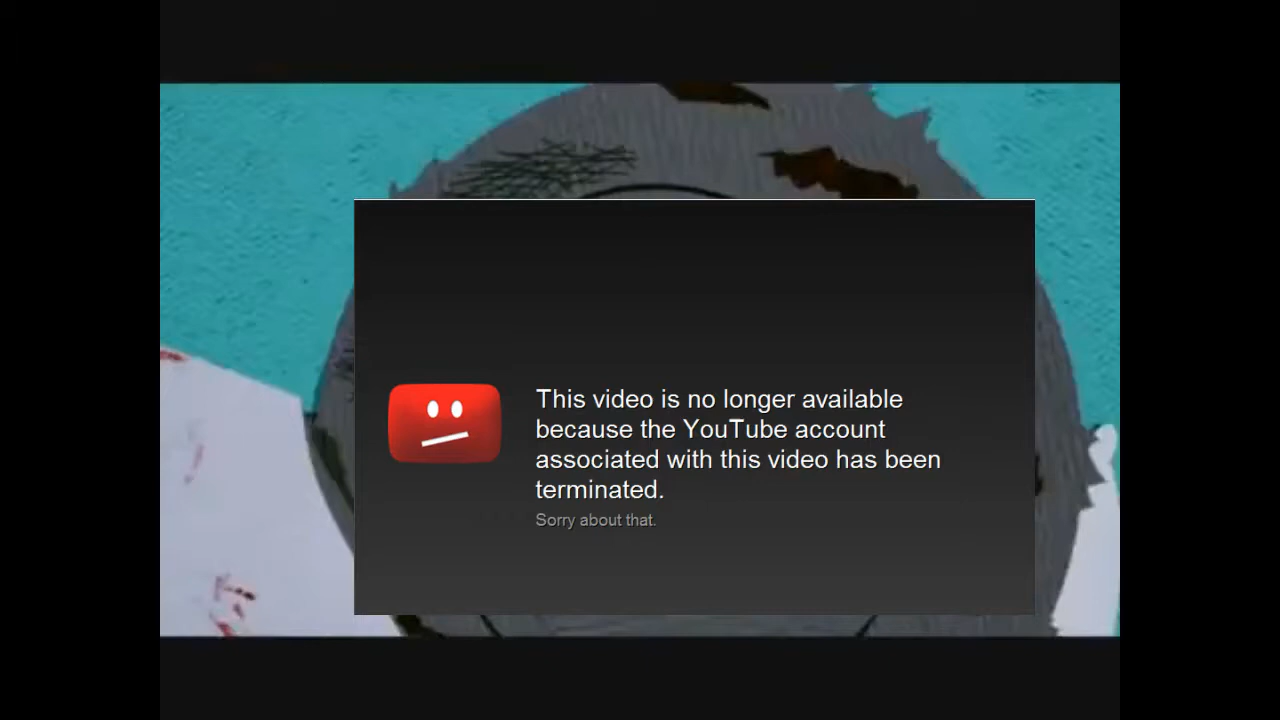 This video is no longer available
because the YouTube account
associated with this video has been
terminated.
Sorry about that.